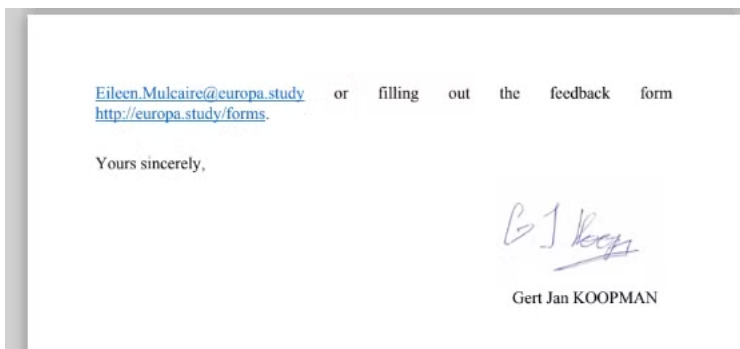 Eileen.Mulcaire@europa.study or filling out the feedback form
http://europa.study/forms.
Yours sincerely,
G J Koop
Gert Jan KOOPMAN